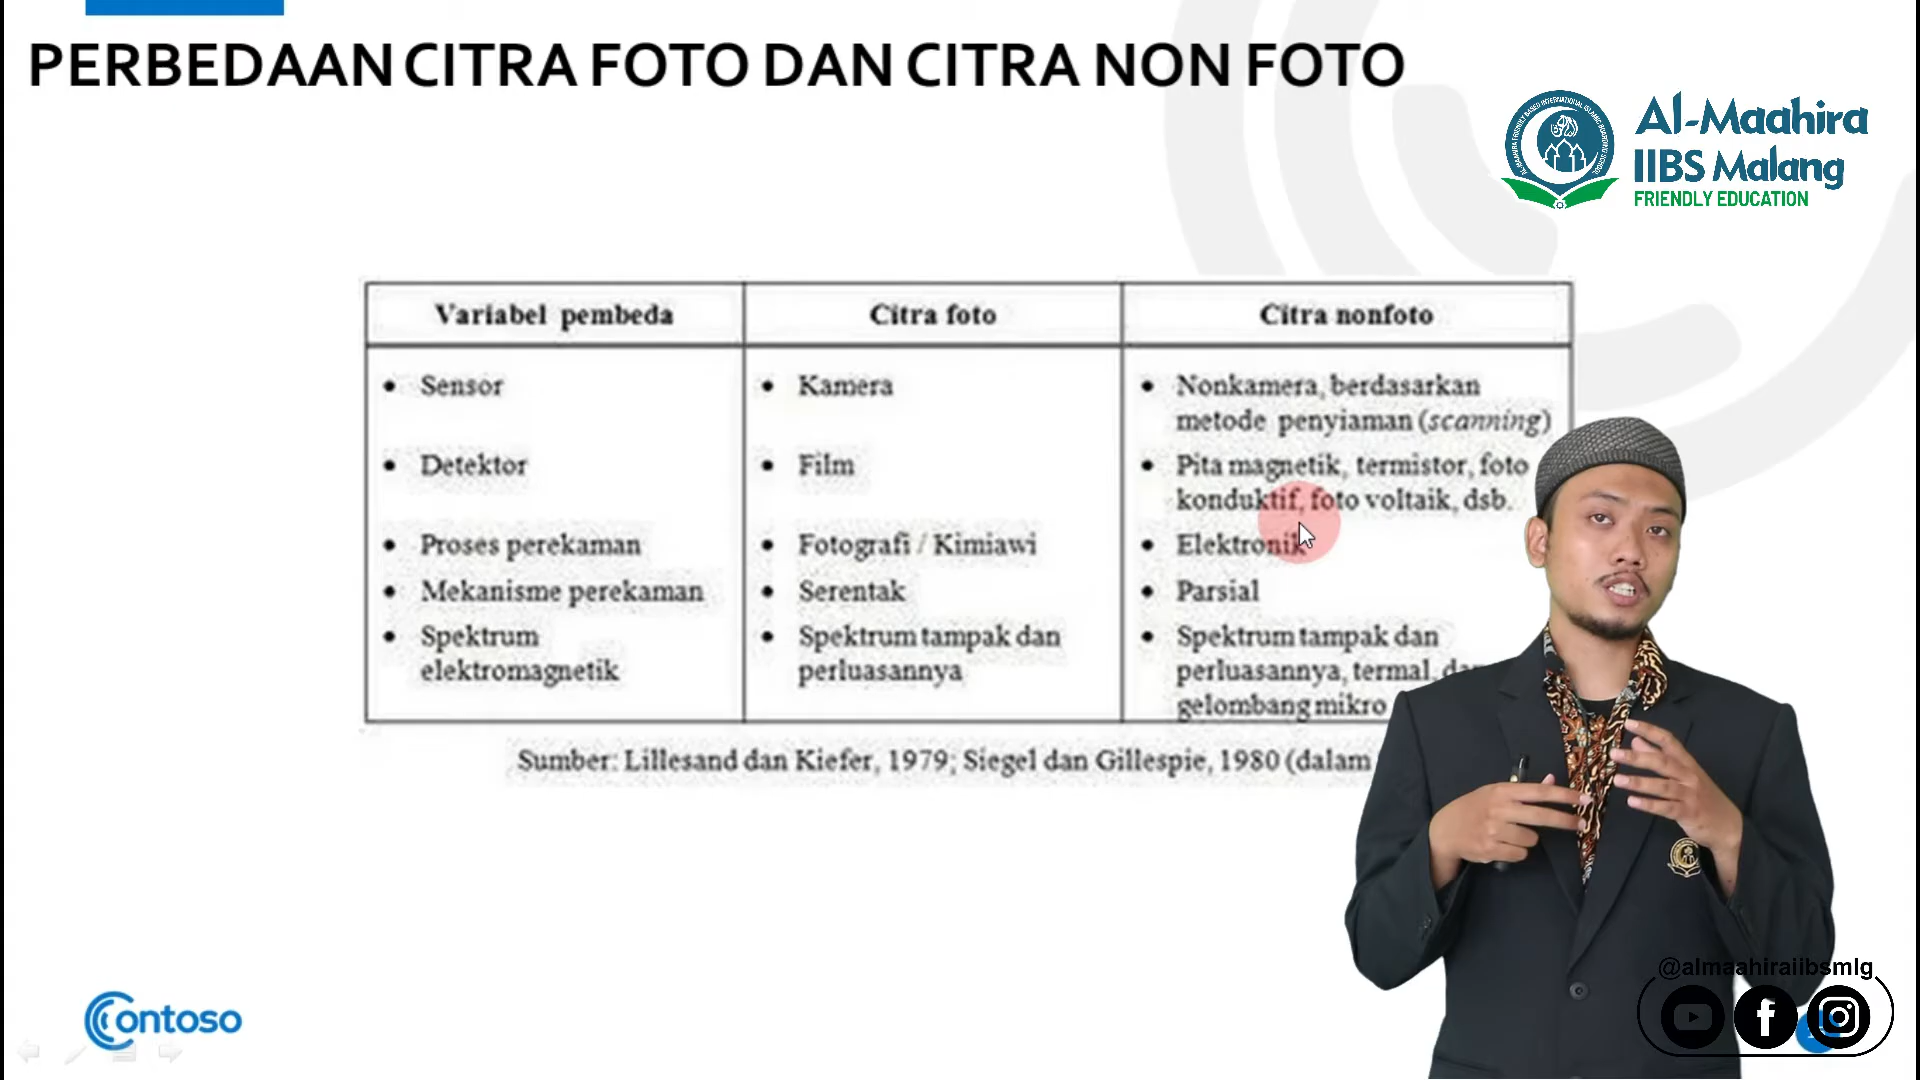 PERBEDAAN CITRA FOTO DAN CITRA NON FOTO
Al-Maahira
IIBS Malang
FRIENDLY EDUCATION
Variabel pembeda
Citra foto
Citra nonfoto
Sensor
Kamera
Nonkamera, berdasarkan
metode penyiaman (scanning)
Detektor
Film
Pita magnetik, termistor, foto
konduktif, foto voltaik, dsb.
Proses perekaman
Fotografi / Kimiawi
Elektronik
Mekanisme perekaman
Serentak
Parsial
Spektrum
elektromagnetik
Spektrum tampak dan
perluasannya
Spektrum tampak dan
perluasannya, termal,
gelombang mikro
Sumber: Lillesand dan Kiefer, 1979; Siegel dan Gillespie, 1980 (dalam
Contoso
@almaahiraiibsmlg